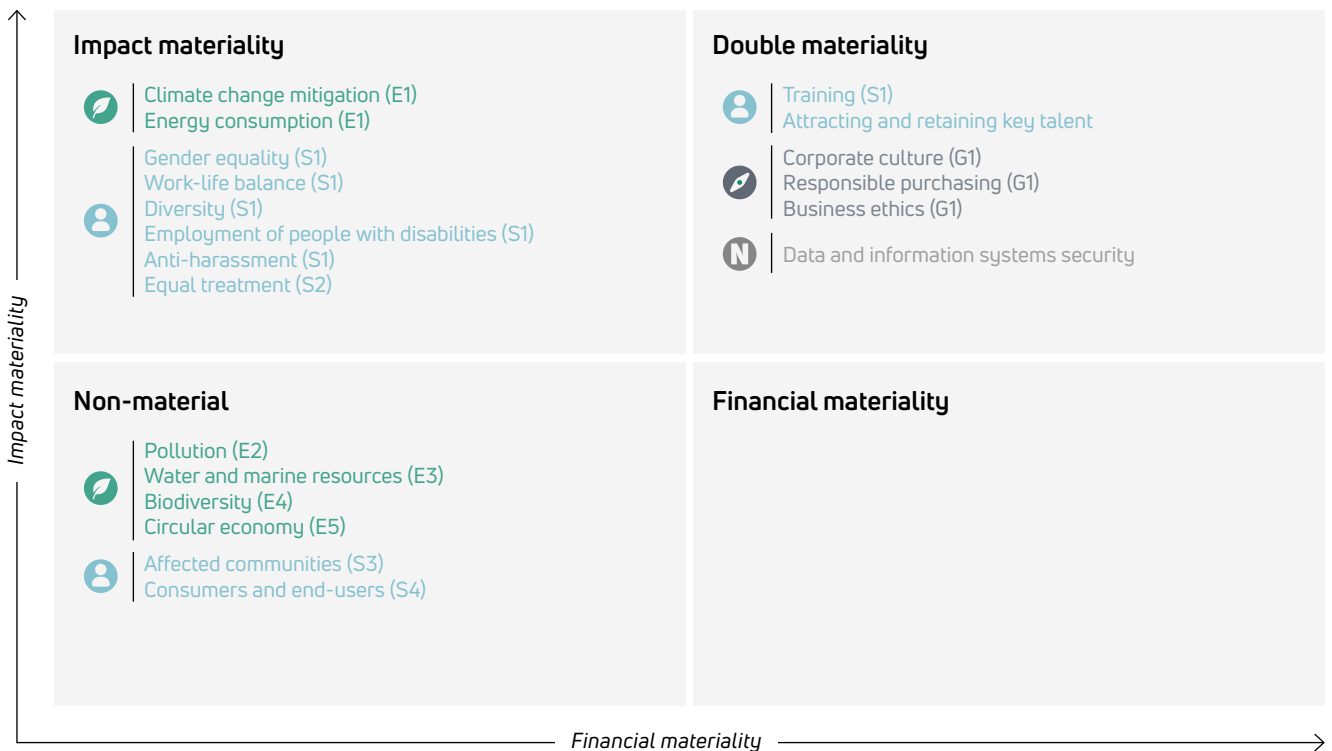 Impact materiality
Climate change mitigation (E1)
Energy consumption (E1)
Gender equality (S1)
Work-life balance (S1)
Diversity (S1)
Employment of people with disabilities (S1)
Anti-harassment (S1)
Equal treatment (S2)
Double materiality
Training (S1)
Attracting and retaining key talent
Corporate culture (G1)
Responsible purchasing (G1)
Business ethics (G1)
N
Data and information systems security
Impact materiality
Non-material
Pollution (E2)
Water and marine resources (E3)
Biodiversity (E4)
Circular economy (E5)
Affected communities (S3)
Consumers and end-users (S4)
Financial materiality
Financial materiality